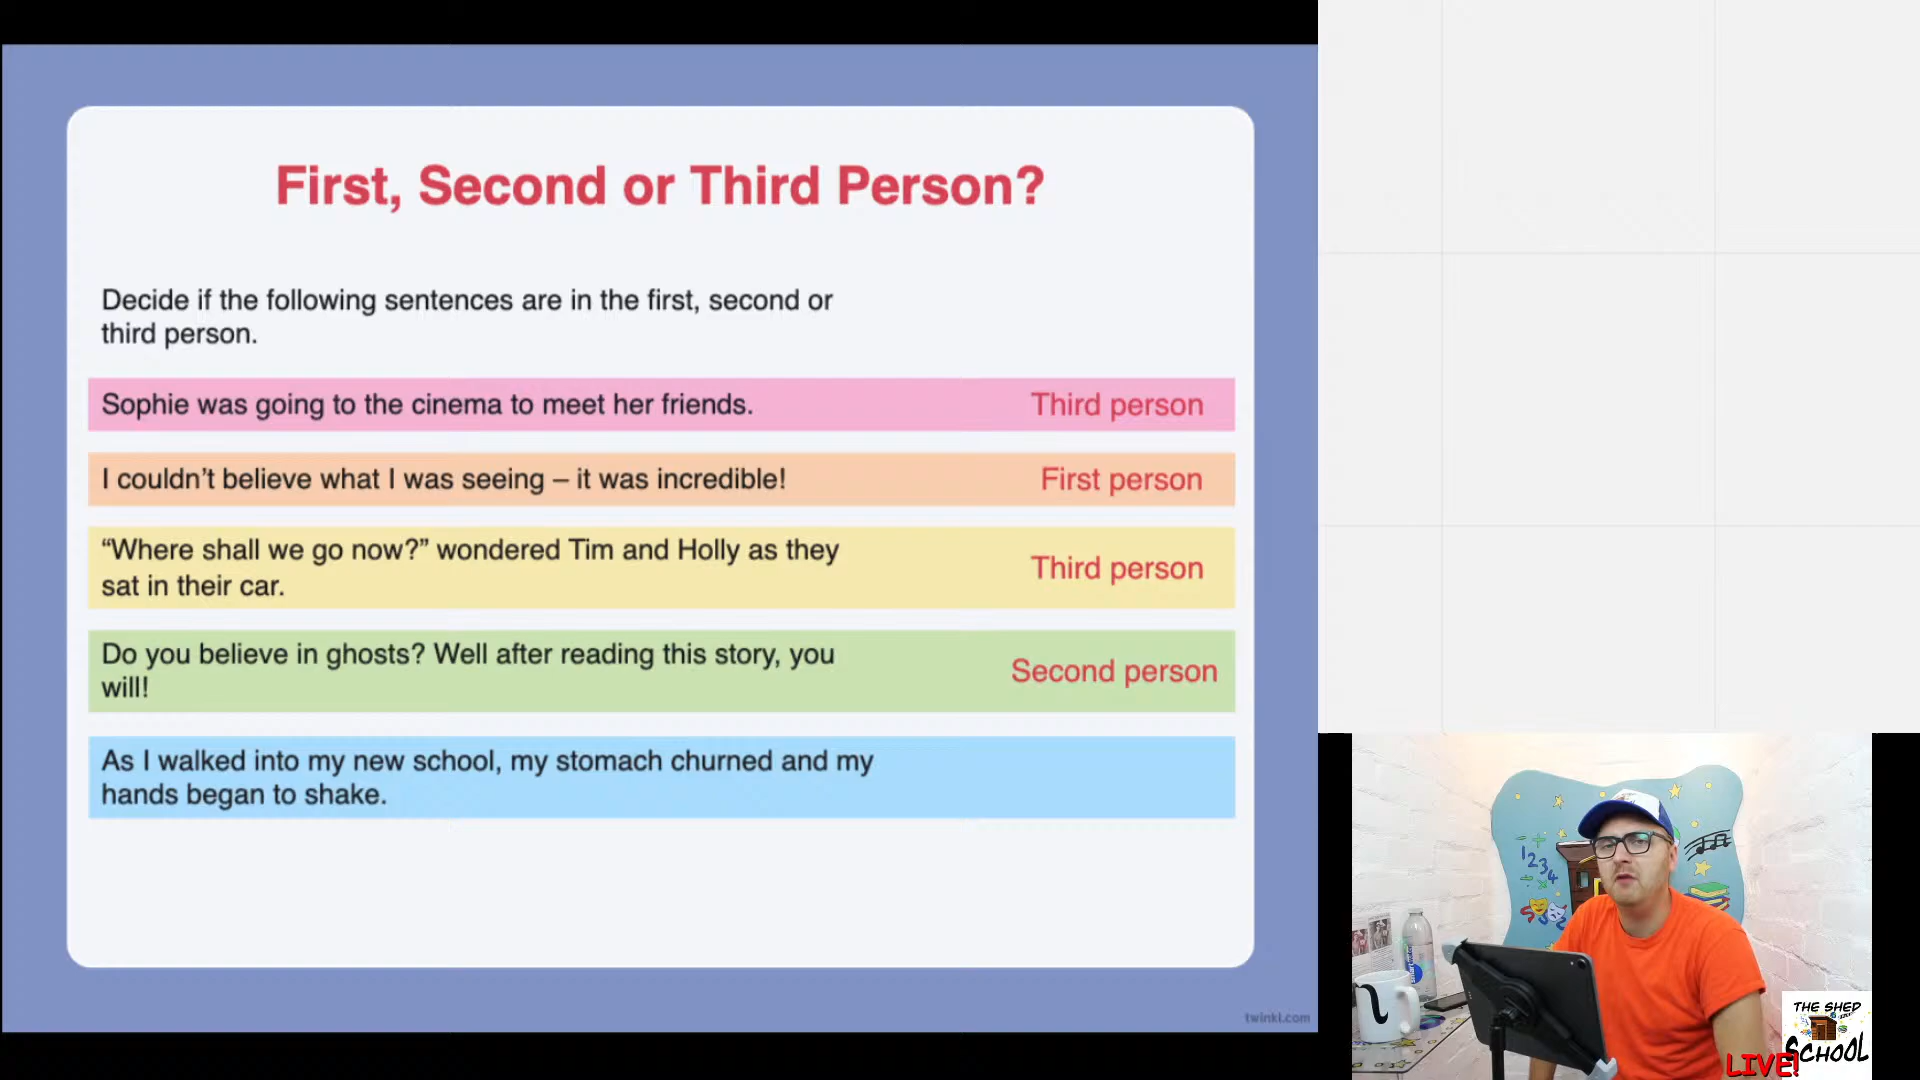 First, Second or Third Person?
Decide if the following sentences are in the first, second or
third person.
Sophie was going to the cinema to meet her friends.
Third person
I couldn’t believe what I was seeing – it was incredible!
First person
“Where shall we go now?” wondered Tim and Holly as they
sat in their car.
Third person
Do you believe in ghosts? Well after reading this story, you
will!
Second person
As I walked into my new school, my stomach churned and my
hands began to shake.
twinkl.com
1234
THE SHED
SCHOOL
LIVE!